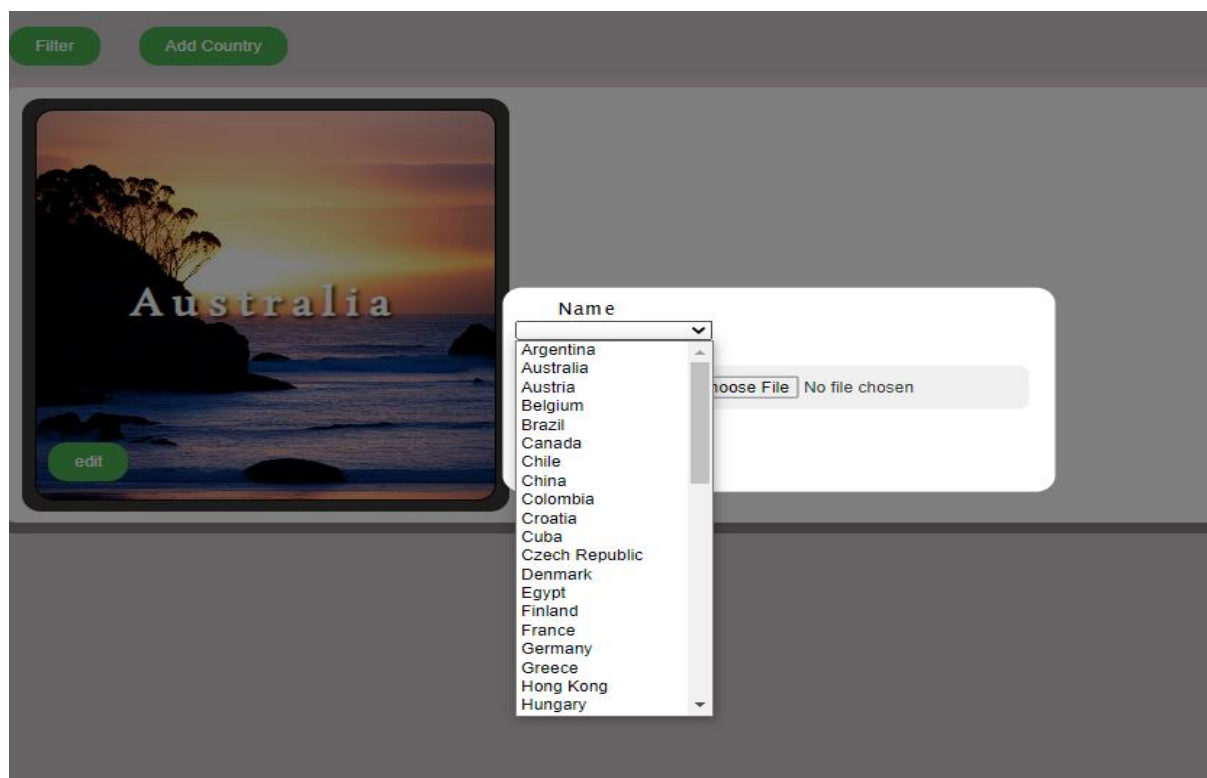 Filter Add Country
Australia
edit
Name
hoose File No file chosen
Argentina
Australia
Austria
Belgium
Brazil
Canada
Chile
China
Colombia
Croatia
Cuba
Czech Republic
Denmark
Egypt
Finland
France
Germany
Greece
Hong Kong
Hungary